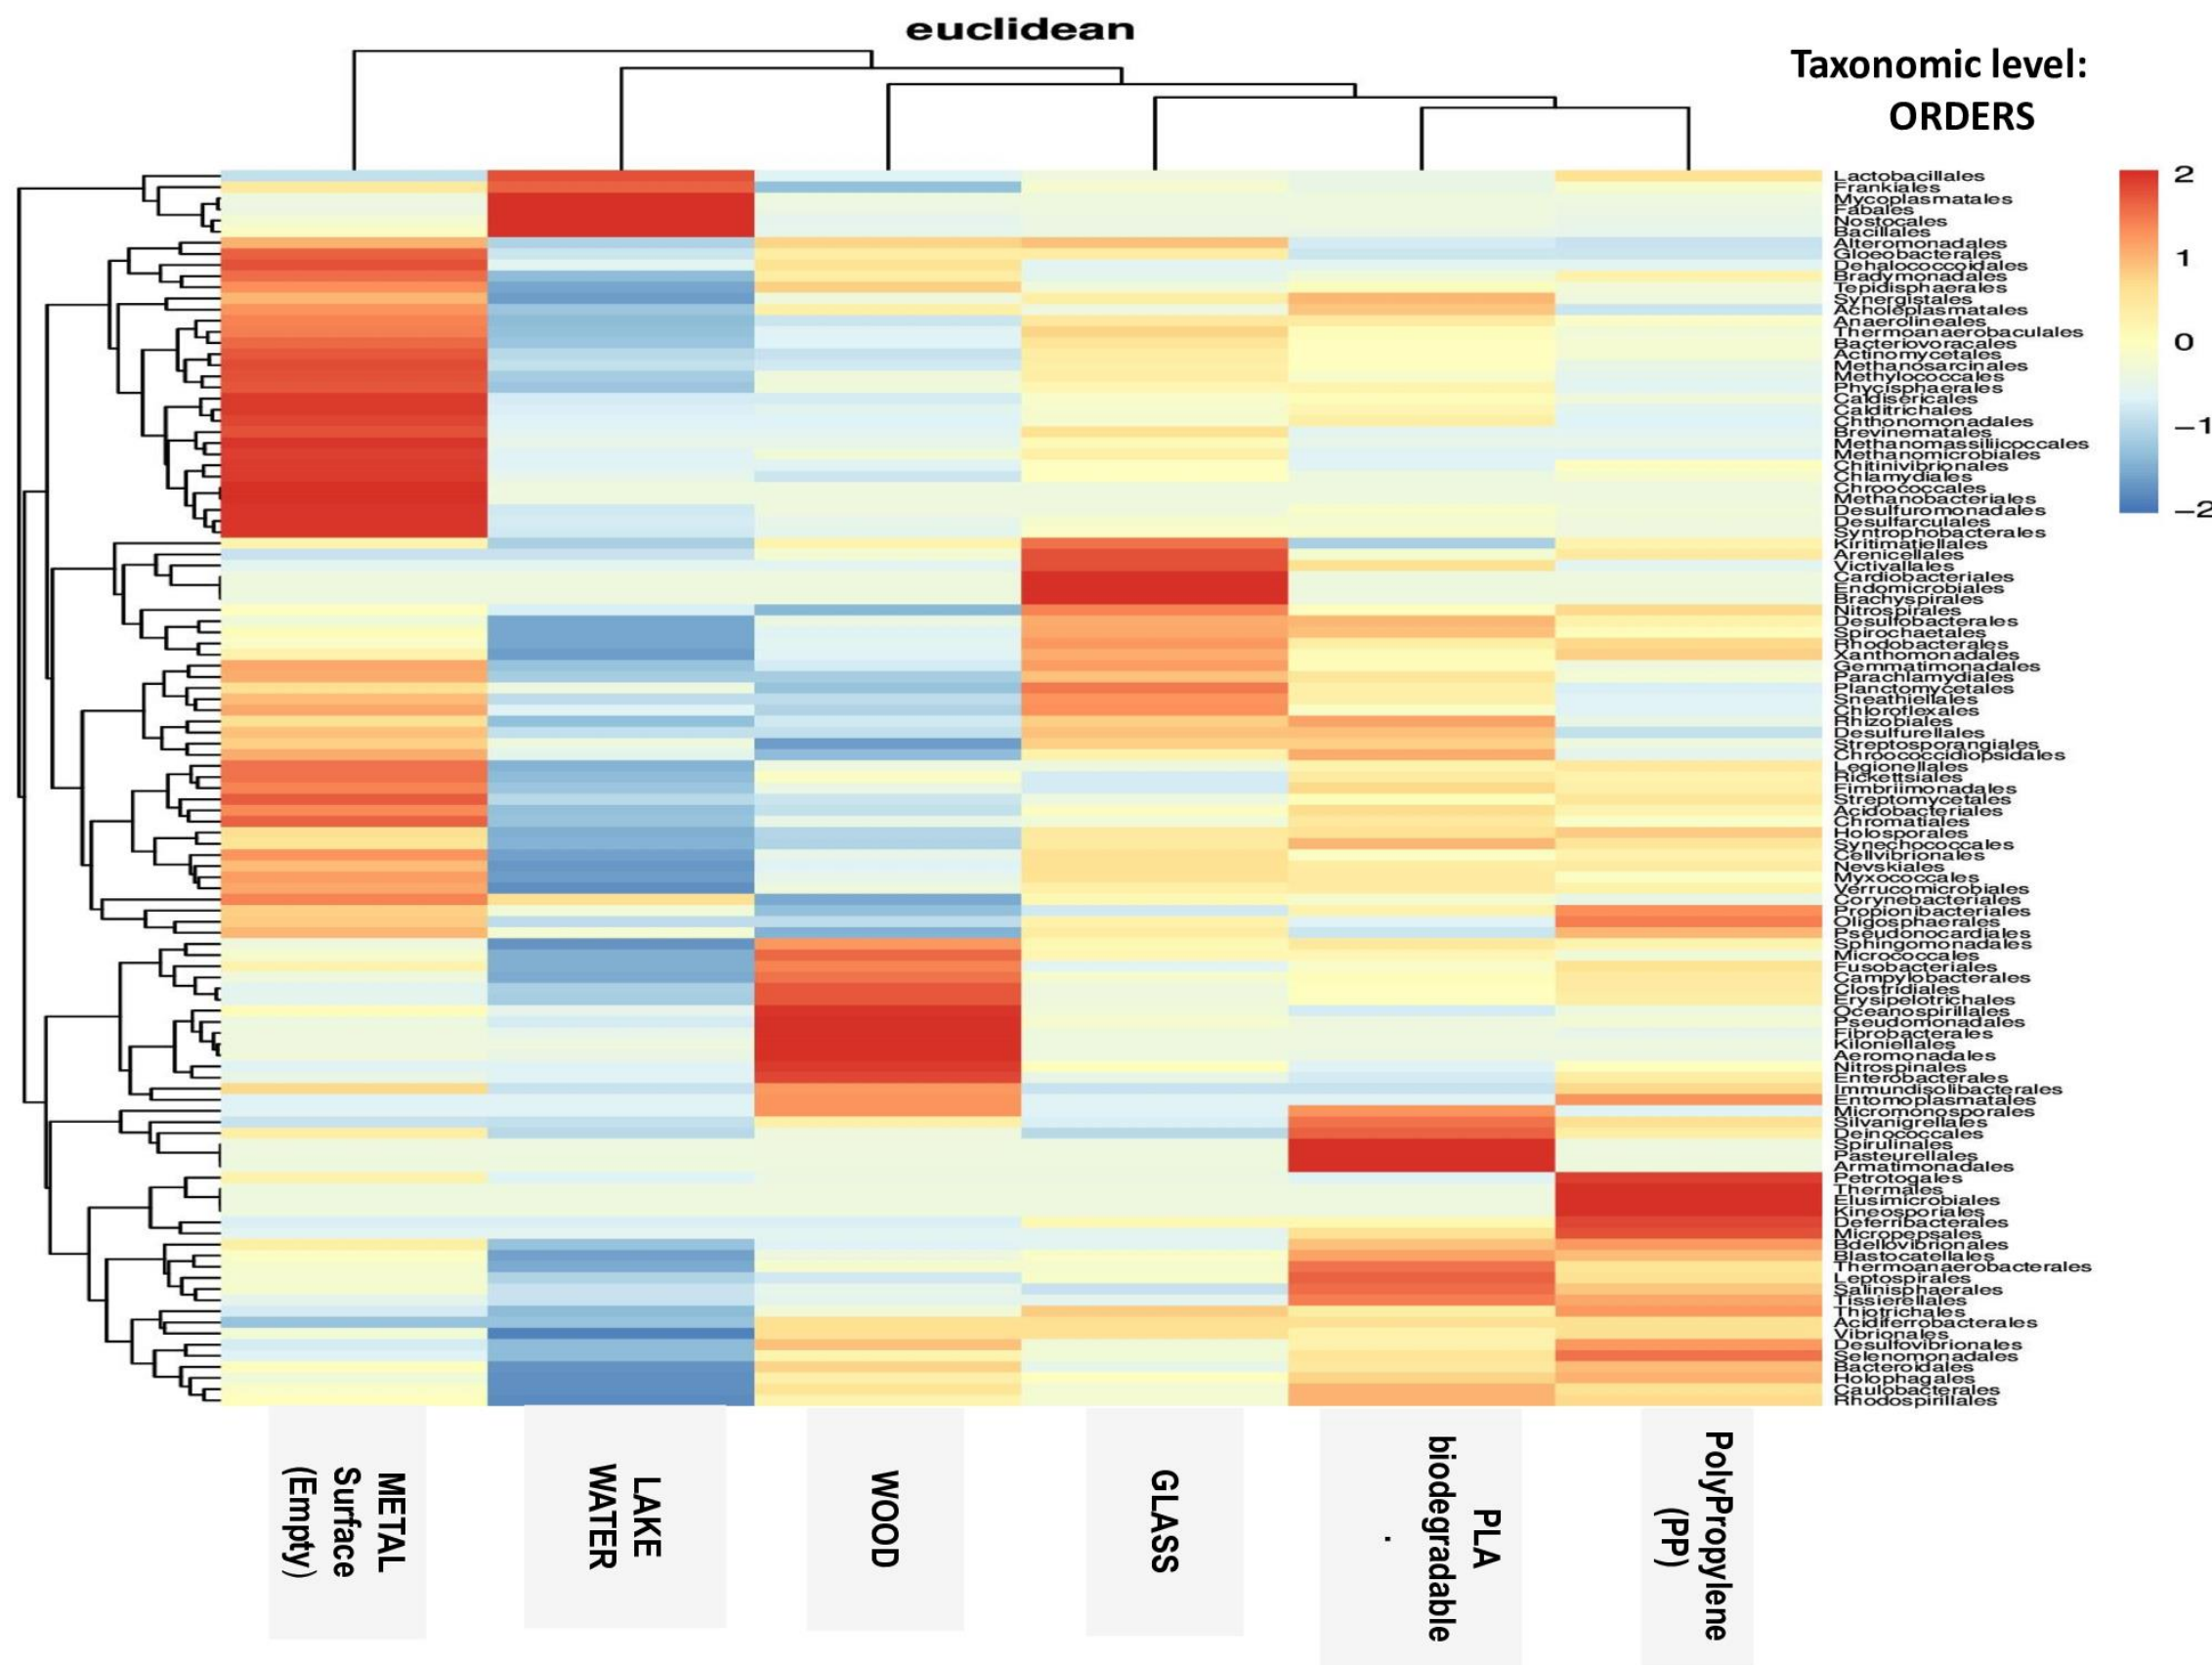 euclidean
Taxonomic level:
ORDERS
2
1
0
−1
−2
Lactobacillales
Frankiales
Mycoplasmatales
Fabales
Nostocales
Bacillales
Alteromonadales
Gloeobacterales
Dehalococcoidales
Bradymonadales
Tepidisphaerales
Synergistales
Acholeplasmatales
Anaerolineales
Thermoanaerobaculales
Bacteriovoracales
Actinomycetales
Methanosarcinales
Methylococcales
Phycisphaerales
Caldisericales
Calditrichales
Chthonomonadales
Brevinematales
Methanomassiliicoccales
Methanomicrobiales
Chitinivibrionales
Chlamydiales
Chroococcales
Methanobacteriales
Desulfuromonadales
Desulfarculales
Syntrophobacterales
Kiritimatiellales
Arenicellales
Victivallales
Cardiobacteriales
Endomicrobiales
Brachyspirales
Nitrospirales
Desulfobacterales
Spirochaetales
Rhodobacterales
Xanthomonadales
Gemmatimonadales
Parachlamydiales
Planctomycetales
Sneathiellales
Chloroflexales
Rhizobiales
Desulfurellales
Streptosporangiales
Chroococcidiopsidales
Legionellales
Rickettsiales
Fimbriimonadales
Streptomycetales
Acidobacteriales
Chromatiales
Holosporales
Synechococcales
Cellvibrionales
Nevskiales
Myxococcales
Verrucomicrobiales
Corynebacteriales
Propionibacteriales
Oligosphaerales
Pseudonocardiales
Sphingomonadales
Micrococcales
Fusobacteriales
Campylobacterales
Clostridiales
Erysipelotrichales
Oceanospirillales
Pseudomonadales
Fibrobacterales
Kiloniellales
Aeromonadales
Nitrospinales
Enterobacterales
Immundisolibacterales
Entomoplasmatales
Micromonosporales
Silvanigrellales
Deinococcales
Spirulinales
Pasteurellales
Armatimonadales
Petrotogales
Thermales
Elusimicrobiales
Kineosporiales
Deferribacterales
Micropepsales
Bdellovibrionales
Blastocatellales
Thermoanaerobacterales
Leptospirales
Salinisphaerales
Tissierellales
Thiotrichales
Acidiferrobacterales
Vibrionales
Desulfovibrionales
Selenomonadales
Bacteroidales
Holophagales
Caulobacterales
Rhodospirillales
METAL
Surface
(Empty)
LAKE
WATER
WOOD
GLASS
PLA
biodegradable
.
PolyPropylene
(PP)